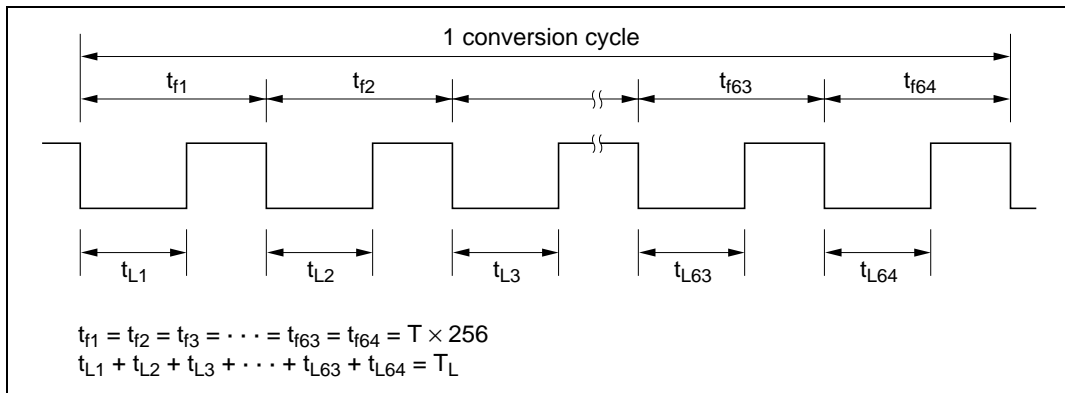 1 conversion cycle
tf1 tf2 tf63 tf64
tL1 tL2 tL3 tL63 tL64
tf1 = tf2 = tf3 = · · · = tf63 = tf64 = T × 256
tL1 + tL2 + tL3 + · · · + tL63 + tL64 = TL